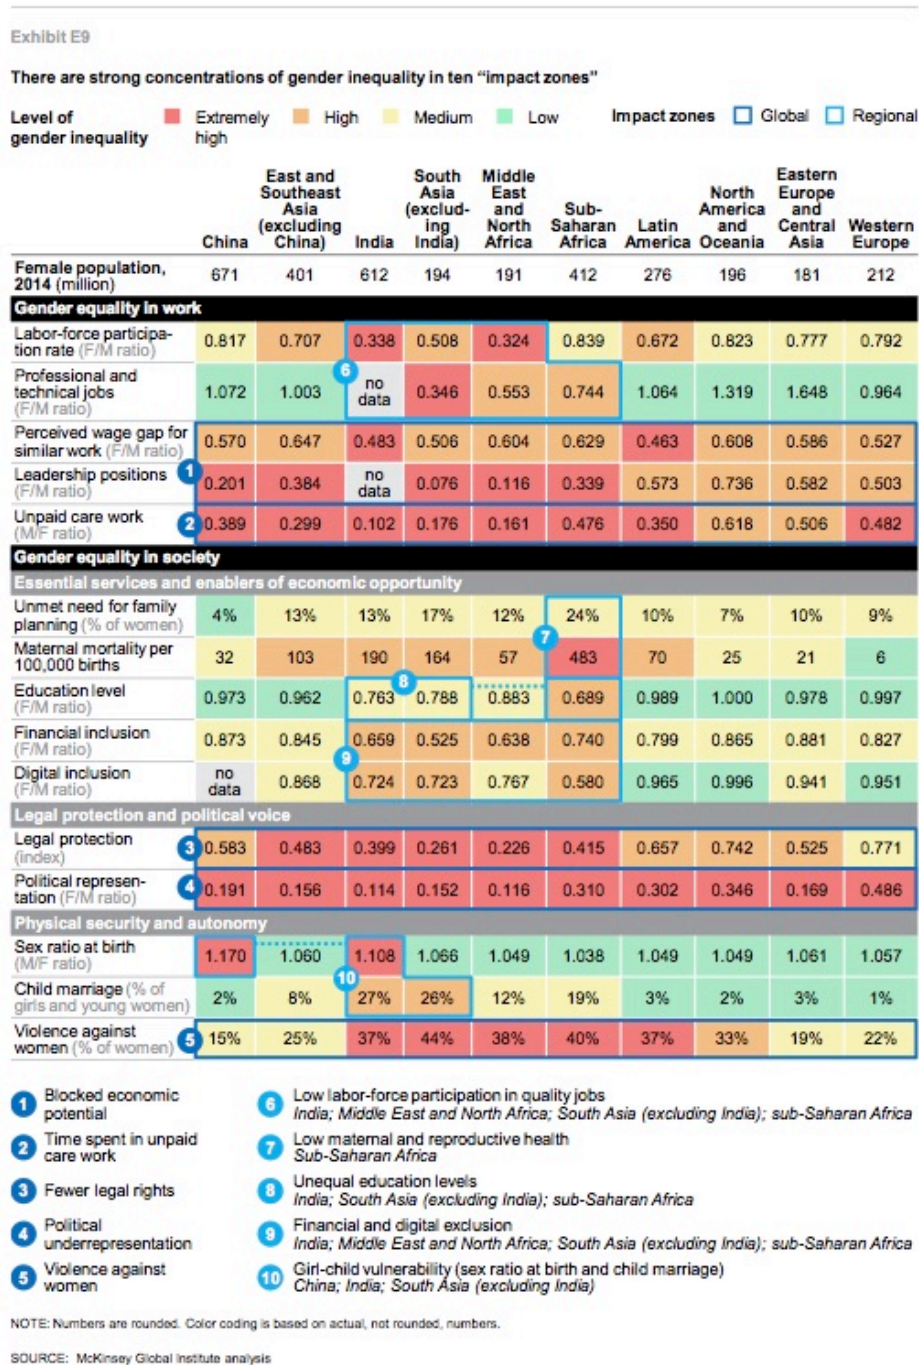 Exhibit E9
There are strong concentrations of gender inequality in ten “impact zones”
Level of gender inequality
Extremely high
High
Medium
Low
Impact zones
Global
Regional
China
East and Southeast Asia (excluding China)
India
South Asia (exclud-ing India)
Middle East and North Africa
Sub-Saharan Africa
Latin America
North America and Oceania
Eastern Europe and Central Asia
Western Europe
Female population, 2014 (million) 671 401 612 194 191 412 276 196 181 212
Gender equality in work
Labor-force participa-tion rate (F/M ratio) 0.817 0.707 0.338 0.508 0.324 0.839 0.672 0.823 0.777 0.792
Professional and technical jobs (F/M ratio) 1.072 1.003 6 no data 0.346 0.553 0.744 1.064 1.319 1.648 0.964
Perceived wage gap for similar work (F/M ratio) 0.570 0.647 0.483 0.506 0.604 0.629 0.463 0.608 0.586 0.527
1
Leadership positions (F/M ratio) 0.201 0.384 no data 0.076 0.116 0.339 0.573 0.736 0.582 0.503
Unpaid care work (M/F ratio) 2 0.389 0.299 0.102 0.176 0.161 0.476 0.350 0.618 0.506 0.482
Gender equality in society
Essential services and enablers of economic opportunity
Unmet need for family planning (% of women) 4% 13% 13% 17% 12% 24% 10% 7% 10% 9%
7
Maternal mortality per 100,000 births 32 103 190 164 57 483 70 25 21 6
8
Education level (F/M ratio) 0.973 0.962 0.763 0.788 0.883 0.689 0.989 1.000 0.978 0.997
Financial inclusion (F/M ratio) 0.873 0.845 0.659 0.525 0.638 0.740 0.799 0.865 0.881 0.827
9
Digital inclusion (F/M ratio) no data 0.868 0.724 0.723 0.767 0.580 0.965 0.996 0.941 0.951
Legal protection and political voice
Legal protection (index) 3 0.583 0.483 0.399 0.261 0.226 0.415 0.657 0.742 0.525 0.771
Political represen-tation (F/M ratio) 4 0.191 0.156 0.114 0.152 0.116 0.310 0.302 0.346 0.169 0.486
Physical security and autonomy
Sex ratio at birth (M/F ratio) 1.170 1.060 1.108 1.066 1.049 1.038 1.049 1.049 1.061 1.057
10
Child marriage (% of girls and young women) 2% 8% 27% 26% 12% 19% 3% 2% 3% 1%
Violence against women (% of women) 5 15% 25% 37% 44% 38% 40% 37% 33% 19% 22%
1 Blocked economic potential
2 Time spent in unpaid care work
3 Fewer legal rights
4 Political underrepresentation
5 Violence against women
6 Low labor-force participation in quality jobs
India; Middle East and North Africa; South Asia (excluding India); sub-Saharan Africa
7 Low maternal and reproductive health
Sub-Saharan Africa
8 Unequal education levels
India; South Asia (excluding India); sub-Saharan Africa
9 Financial and digital exclusion
India; Middle East and North Africa; South Asia (excluding India); sub-Saharan Africa
10 Girl-child vulnerability (sex ratio at birth and child marriage)
China; India; South Asia (excluding India)
NOTE: Numbers are rounded. Color coding is based on actual, not rounded, numbers.
SOURCE: McKinsey Global Institute analysis